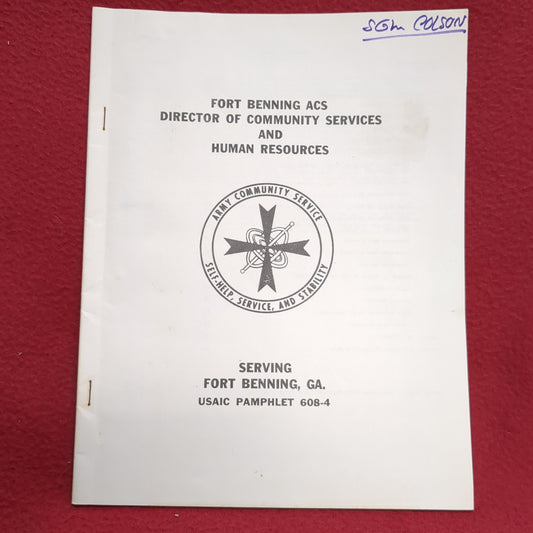 SGM COLSON
FORT BENNING ACS
DIRECTOR OF COMMUNITY SERVICES
AND
HUMAN RESOURCES
ARMY COMMUNITY SERVICE
SELF-HELP, SERVICE, AND STABILITY
SERVING
FORT BENNING, GA.
USAIC PAMPHLET 608-4